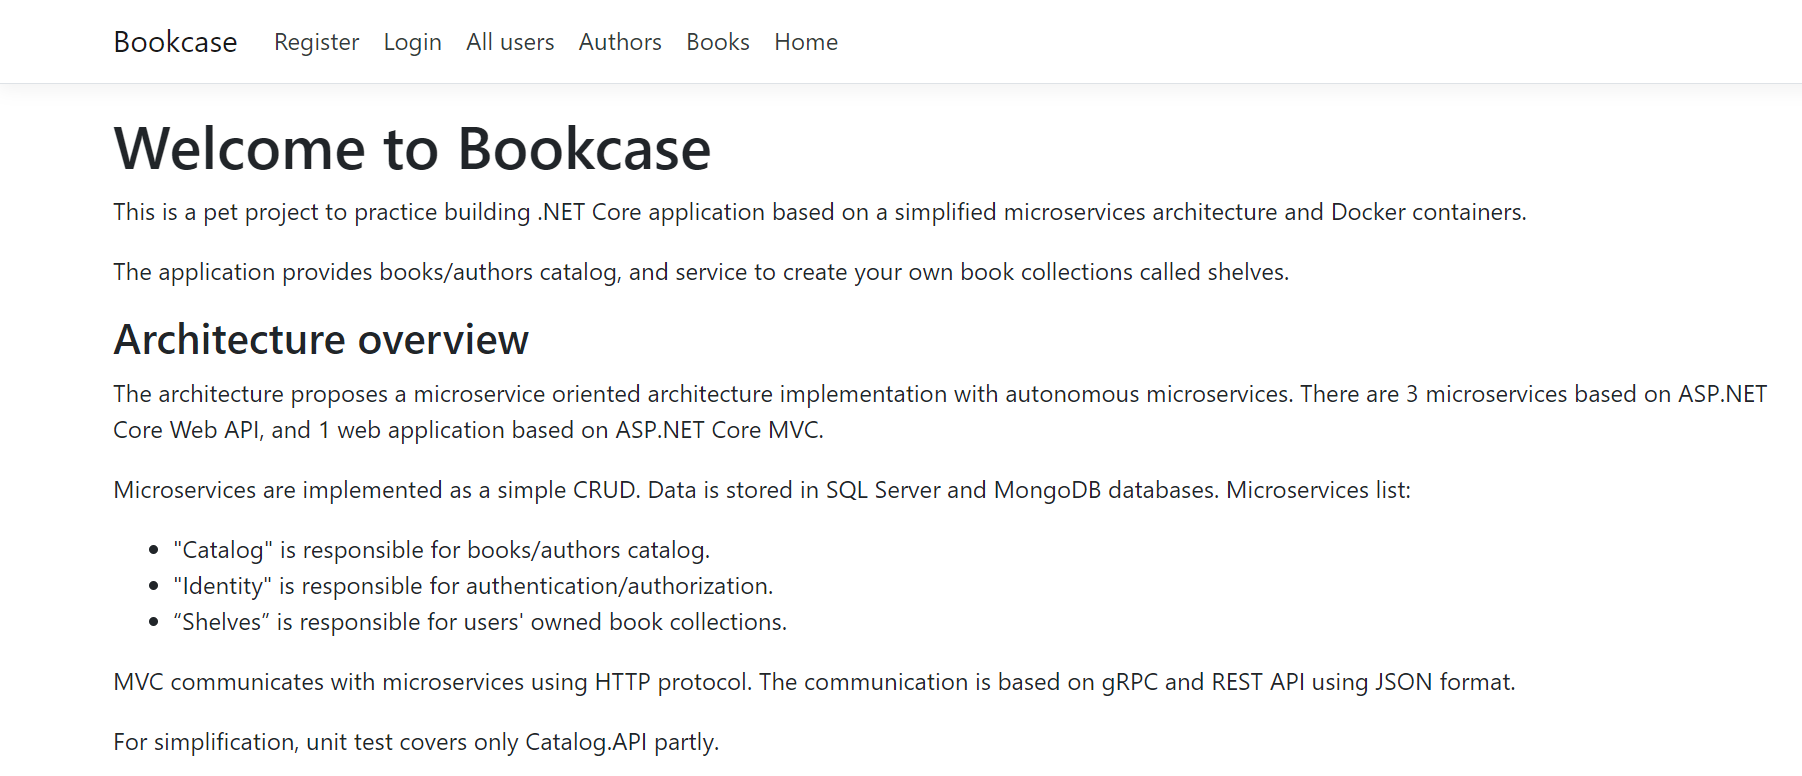 Bookcase Register Login All users Authors Books Home
Welcome to Bookcase
This is a pet project to practice building .NET Core application based on a simplified microservices architecture and Docker containers.
The application provides books/authors catalog, and service to create your own book collections called shelves.
Architecture overview
The architecture proposes a microservice oriented architecture implementation with autonomous microservices. There are 3 microservices based on ASP.NET
Core Web API, and 1 web application based on ASP.NET Core MVC.
Microservices are implemented as a simple CRUD. Data is stored in SQL Server and MongoDB databases. Microservices list:
• "Catalog" is responsible for books/authors catalog.
• "Identity" is responsible for authentication/authorization.
• “Shelves” is responsible for users' owned book collections.
MVC communicates with microservices using HTTP protocol. The communication is based on gRPC and REST API using JSON format.
For simplification, unit test covers only Catalog.API partly.